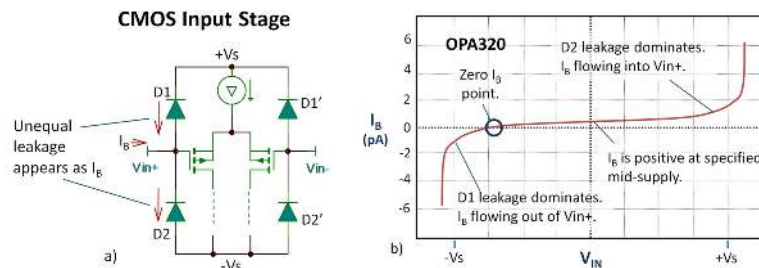 CMOS Input Stage
+Vs
D1
D1’
Unequal
leakage
appears as IB
IB
Vin+
Vin-
D2
D2’
a)
-Vs
OPA320
Zero IB
point.
D2 leakage dominates.
IB flowing into Vin+.
IB
(pA)
6
4
2
0
-2
-4
-6
IB is positive at specified
mid-supply.
D1 leakage dominates.
IB flowing out of Vin+.
b)
-Vs
VIN
+Vs